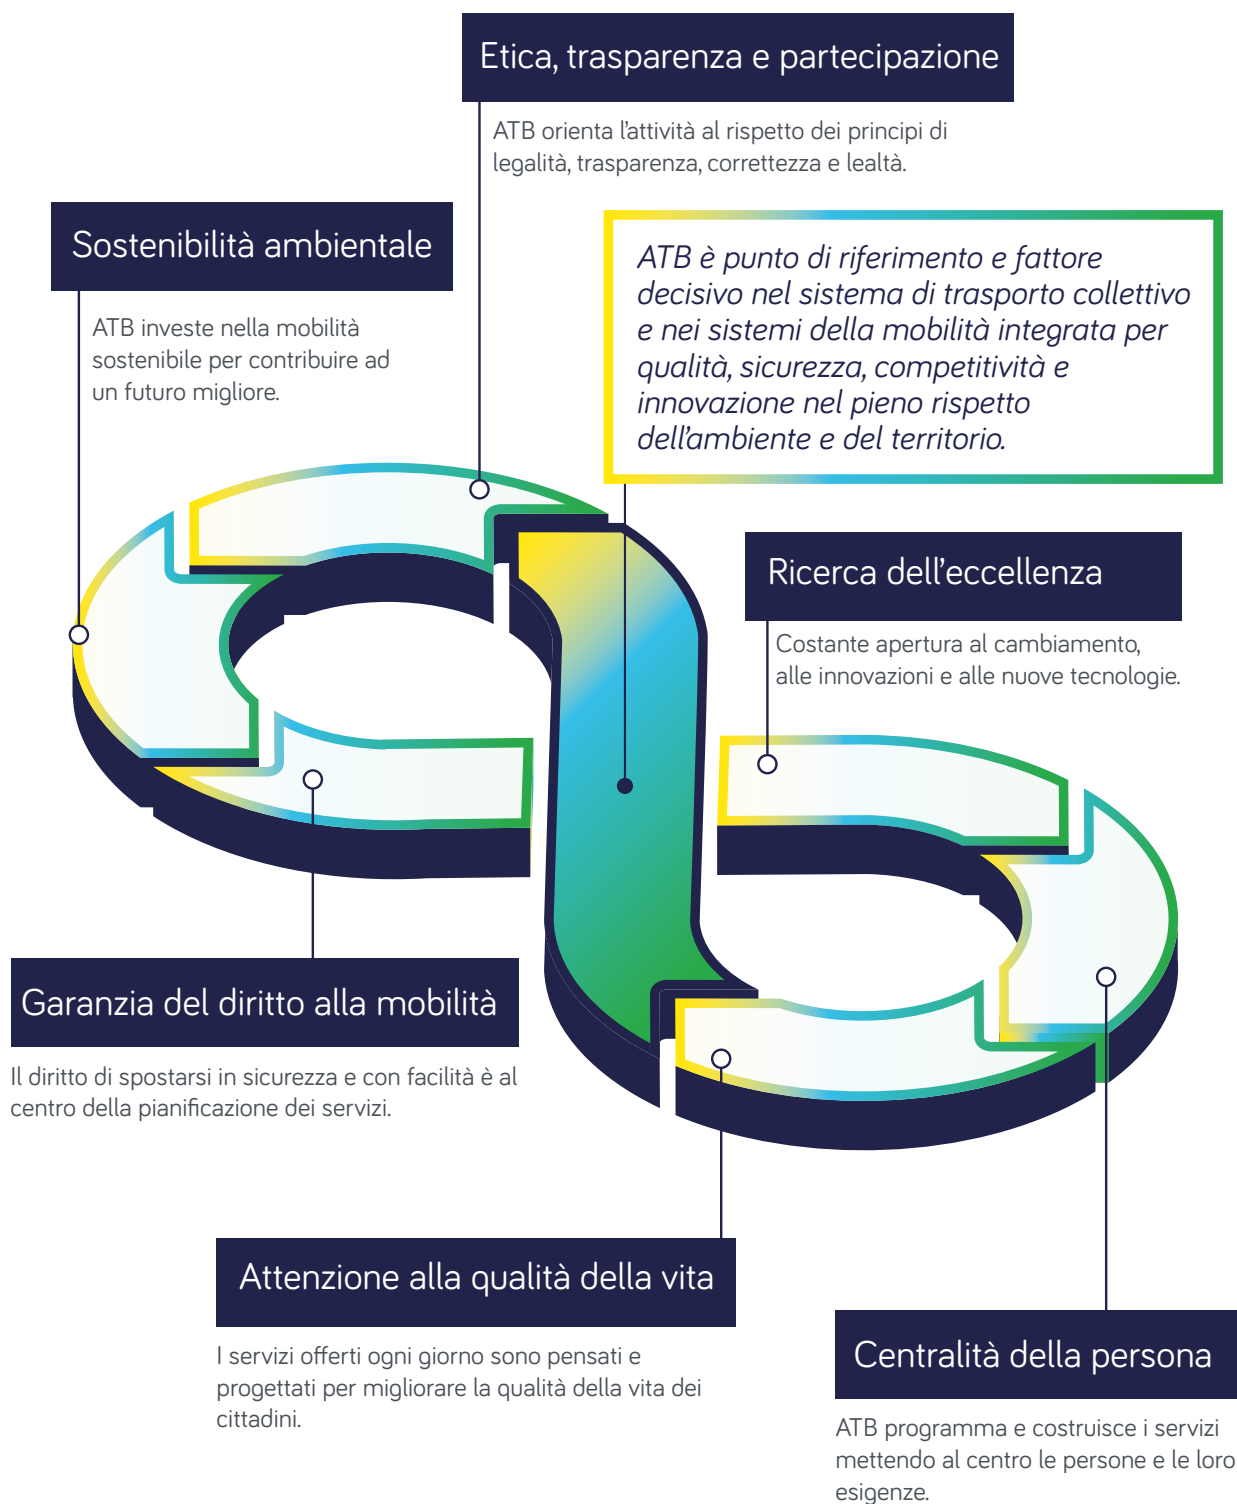 Etica, trasparenza e partecipazione
ATB orienta l'attività al rispetto dei principi di
legalità, trasparenza, correttezza e lealtà.
Sostenibilità ambientale
ATB investe nella mobilità
sostenibile per contribuire ad
un futuro migliore.
ATB è punto di riferimento e fattore
decisivo nel sistema di trasporto collettivo
e nei sistemi della mobilità integrata per
qualità, sicurezza, competitività e
innovazione nel pieno rispetto
dell'ambiente e del territorio.
Ricerca dell'eccellenza
Costante apertura al cambiamento,
alle innovazioni e alle nuove tecnologie.
Garanzia del diritto alla mobilità
Il diritto di spostarsi in sicurezza e con facilità è al
centro della pianificazione dei servizi.
Attenzione alla qualità della vita
I servizi offerti ogni giorno sono pensati e
progettati per migliorare la qualità della vita dei
cittadini.
Centralità della persona
ATB programma e costruisce i servizi
mettendo al centro le persone e le loro
esigenze.